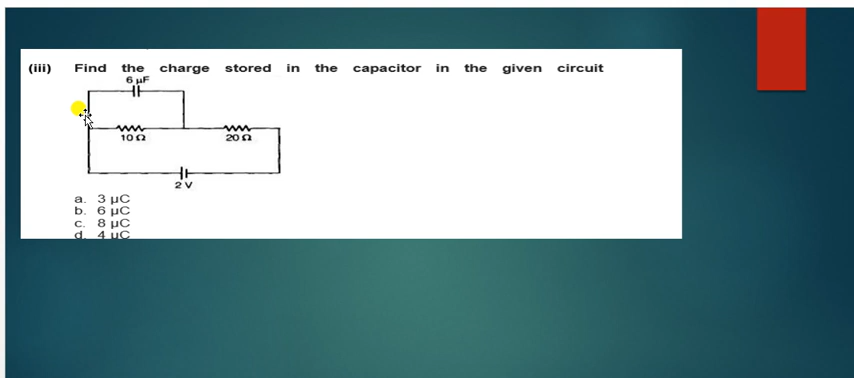 (iii) Find the charge stored in the capacitor in the given circuit
6 µF
10 Ω 20 Ω
2 V
a. 3 µC
b. 6 µC
c. 8 µC
d. 4 µC